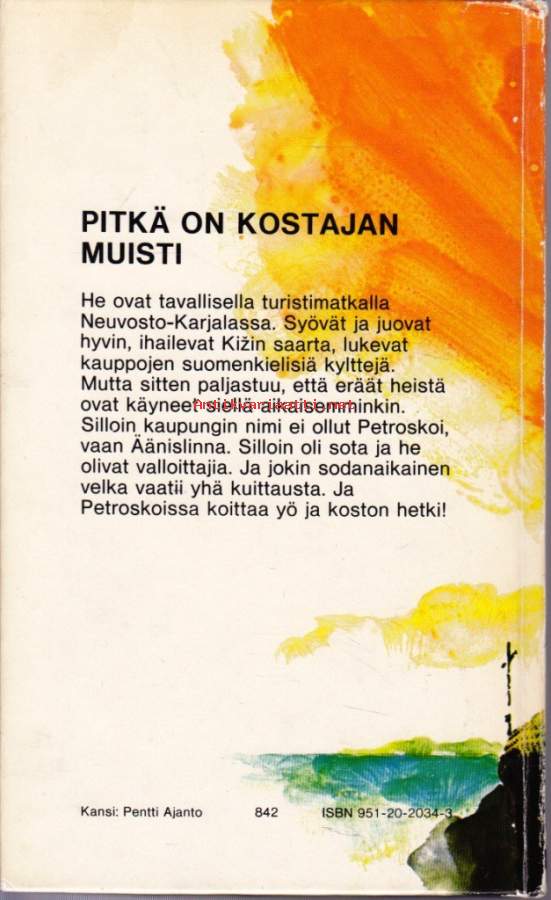 PITKÄ ON KOSTAJAN
MUISTI
He ovat tavallisella turistimatkalla
Neuvosto-Karjalassa. Syövät ja juovat
hyvin, ihailevat Kižin saarta, lukevat
kauppojen suomenkielisiä kylttejä.
Mutta sitten paljastuu, että eräät heistä
ovat käyneet siellä aikaisemminkin.
antikvariaatti.net
Silloin kaupungin nimi ei ollut Petroskoi,
vaan Äänislinna. Silloin oli sota ja he
olivat valloittajia. Ja jokin sodanaikainen
velka vaatii yhä kuittausta. Ja
Petroskoissa koittaa yö ja koston hetki!
Kansi: Pentti Ajanto 842 ISBN 951-20-2034-3